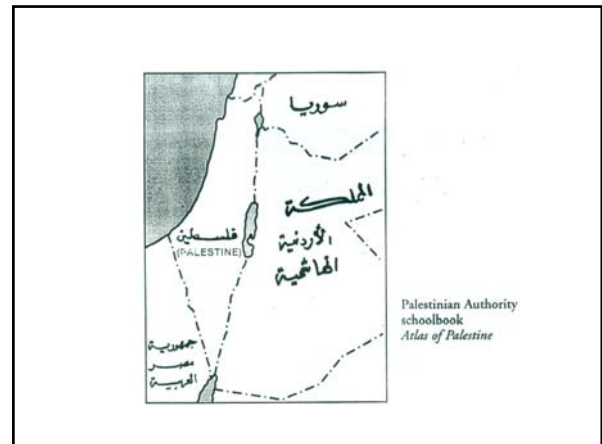 سوريا
المملكة
الأردنية
الهاشمية
فلسطين
(PALESTINE)
جمهورية
مصر
العربية
Palestinian Authority
schoolbook
Atlas of Palestine